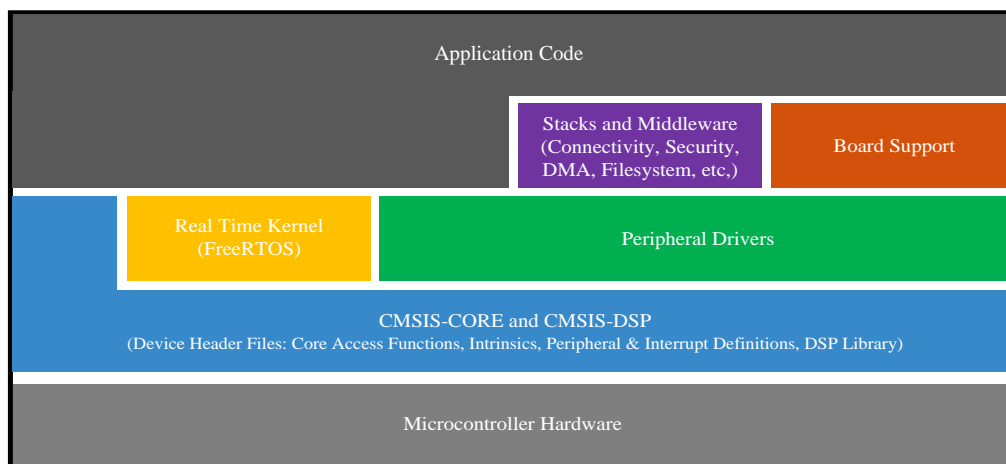 Application Code
Stacks and Middleware
(Connectivity, Security,
DMA, Filesystem, etc,)
Board Support
Real Time Kernel
(FreeRTOS)
Peripheral Drivers
CMSIS-CORE and CMSIS-DSP
(Device Header Files: Core Access Functions, Intrinsics, Peripheral & Interrupt Definitions, DSP Library)
Microcontroller Hardware